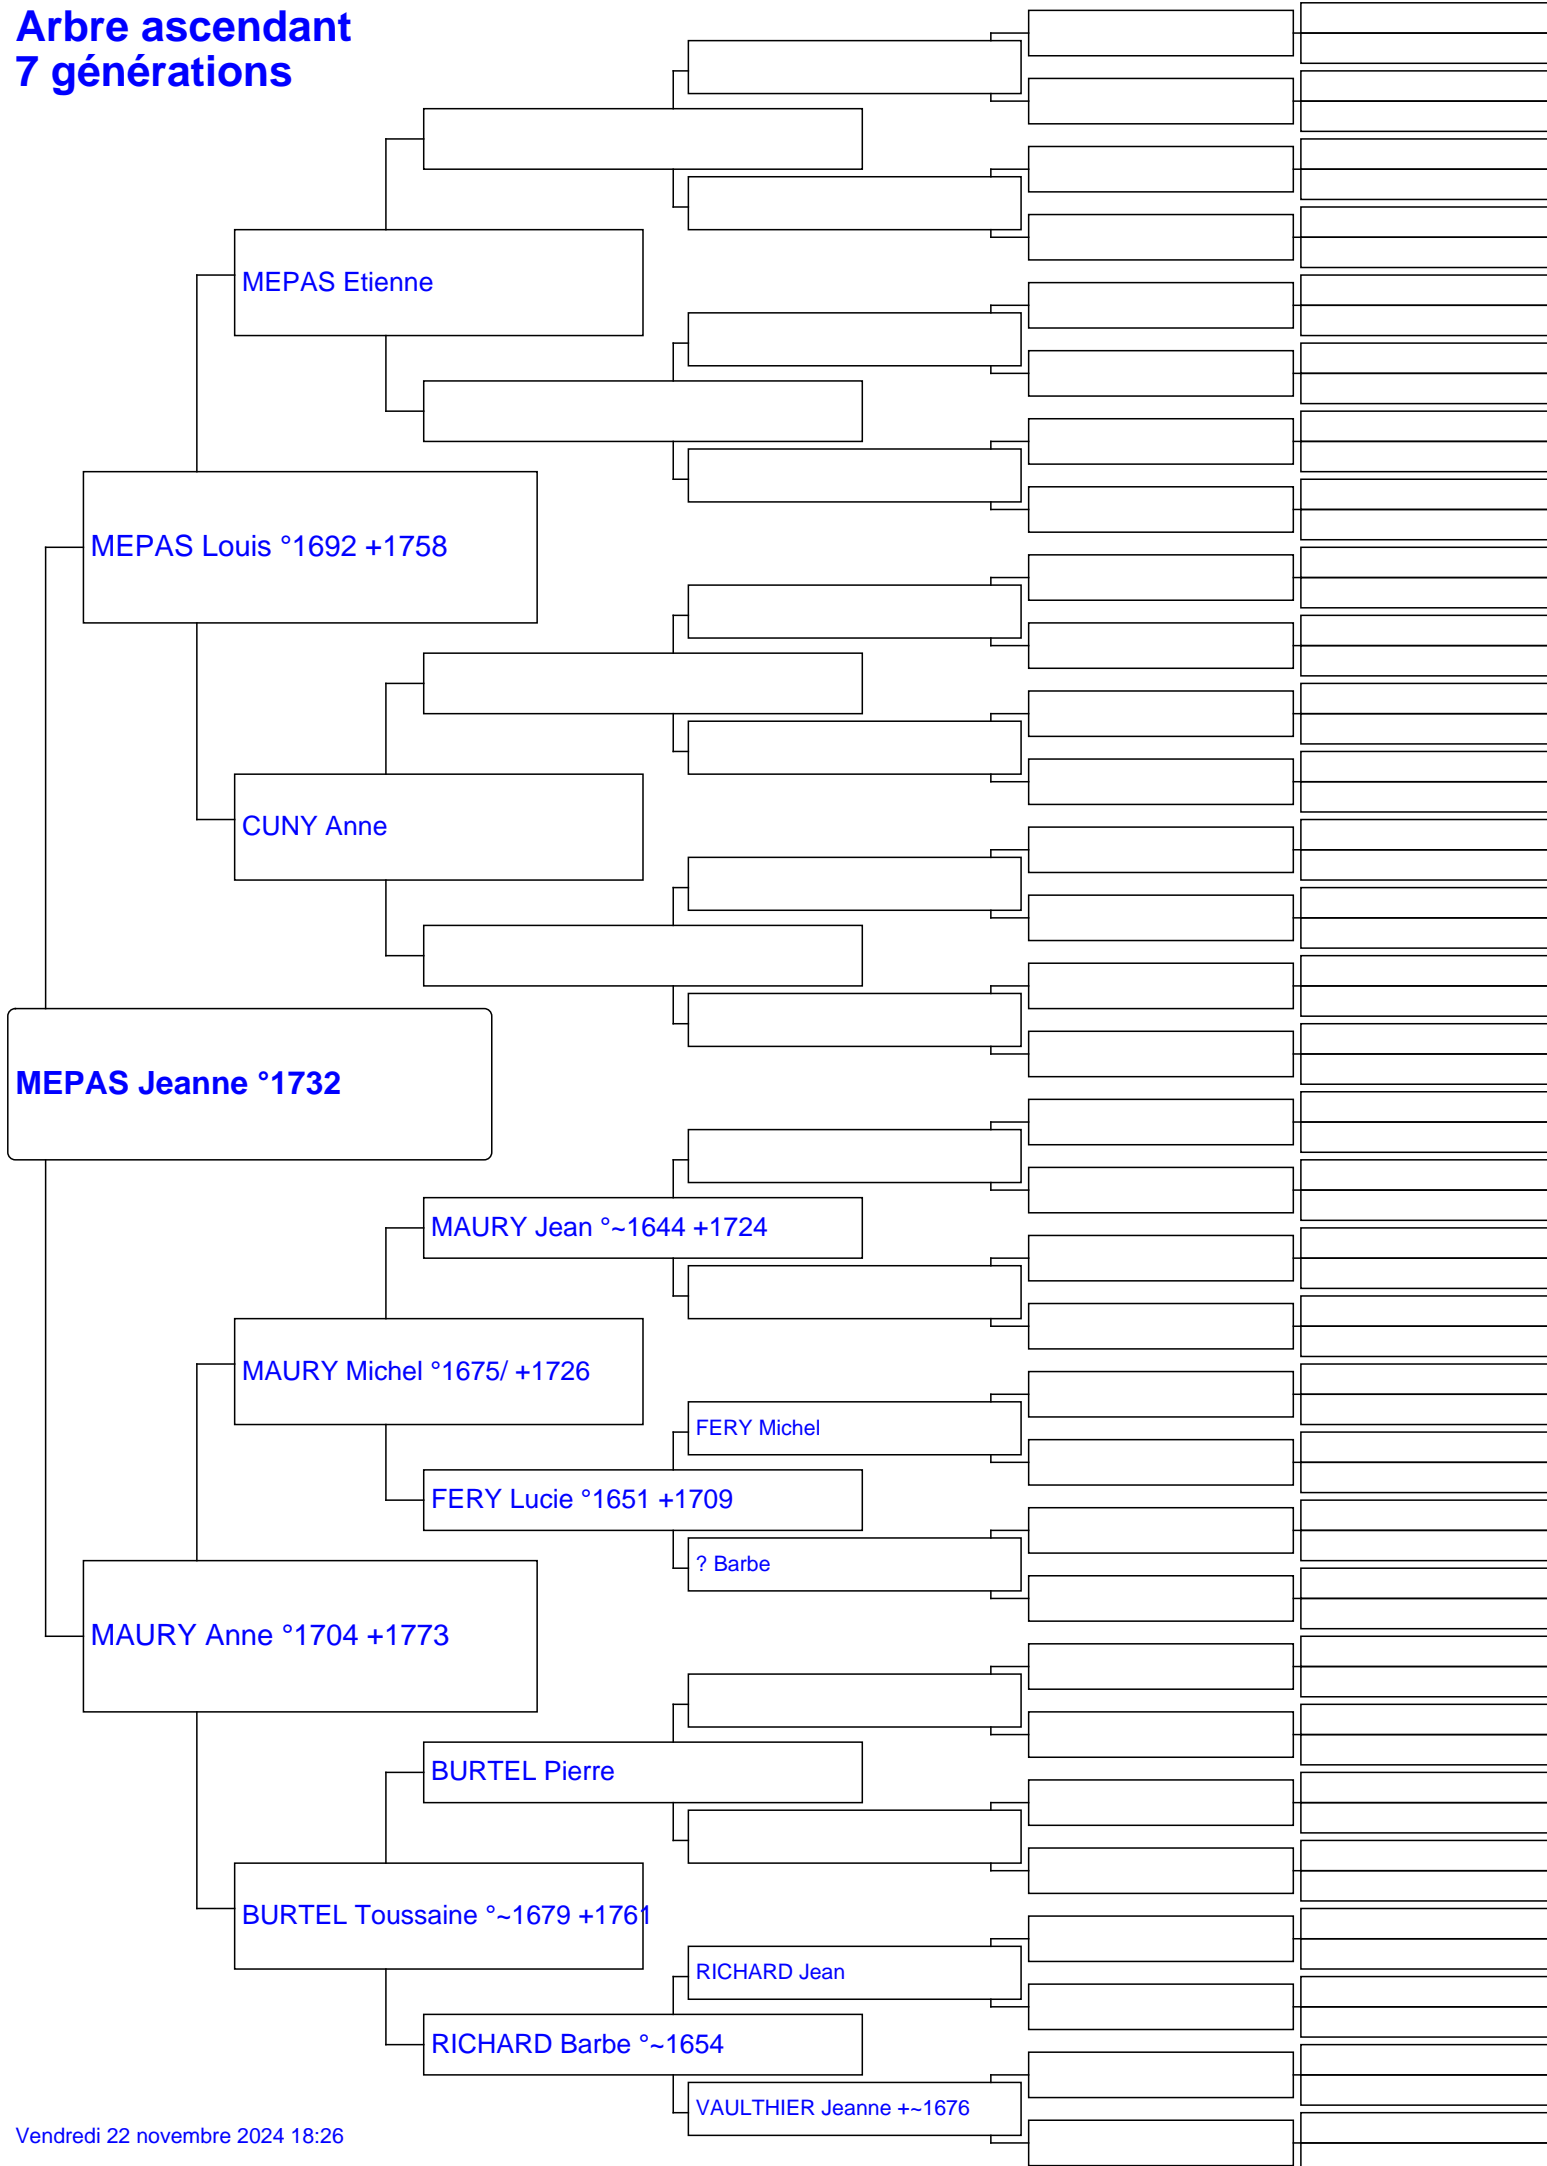 Arbre ascendant
7 générations
MEPAS Etienne
MEPAS Louis °1692 +1758
CUNY Anne
MEPAS Jeanne °1732
MAURY Jean °~1644 +1724
MAURY Michel °1675/ +1726
FERY Michel
FERY Lucie °1651 +1709
? Barbe
MAURY Anne °1704 +1773
BURTEL Pierre
BURTEL Toussaine °~1679 +1761
RICHARD Jean
RICHARD Barbe °~1654
VAULTHIER Jeanne +~1676
Vendredi 22 novembre 2024 18:26